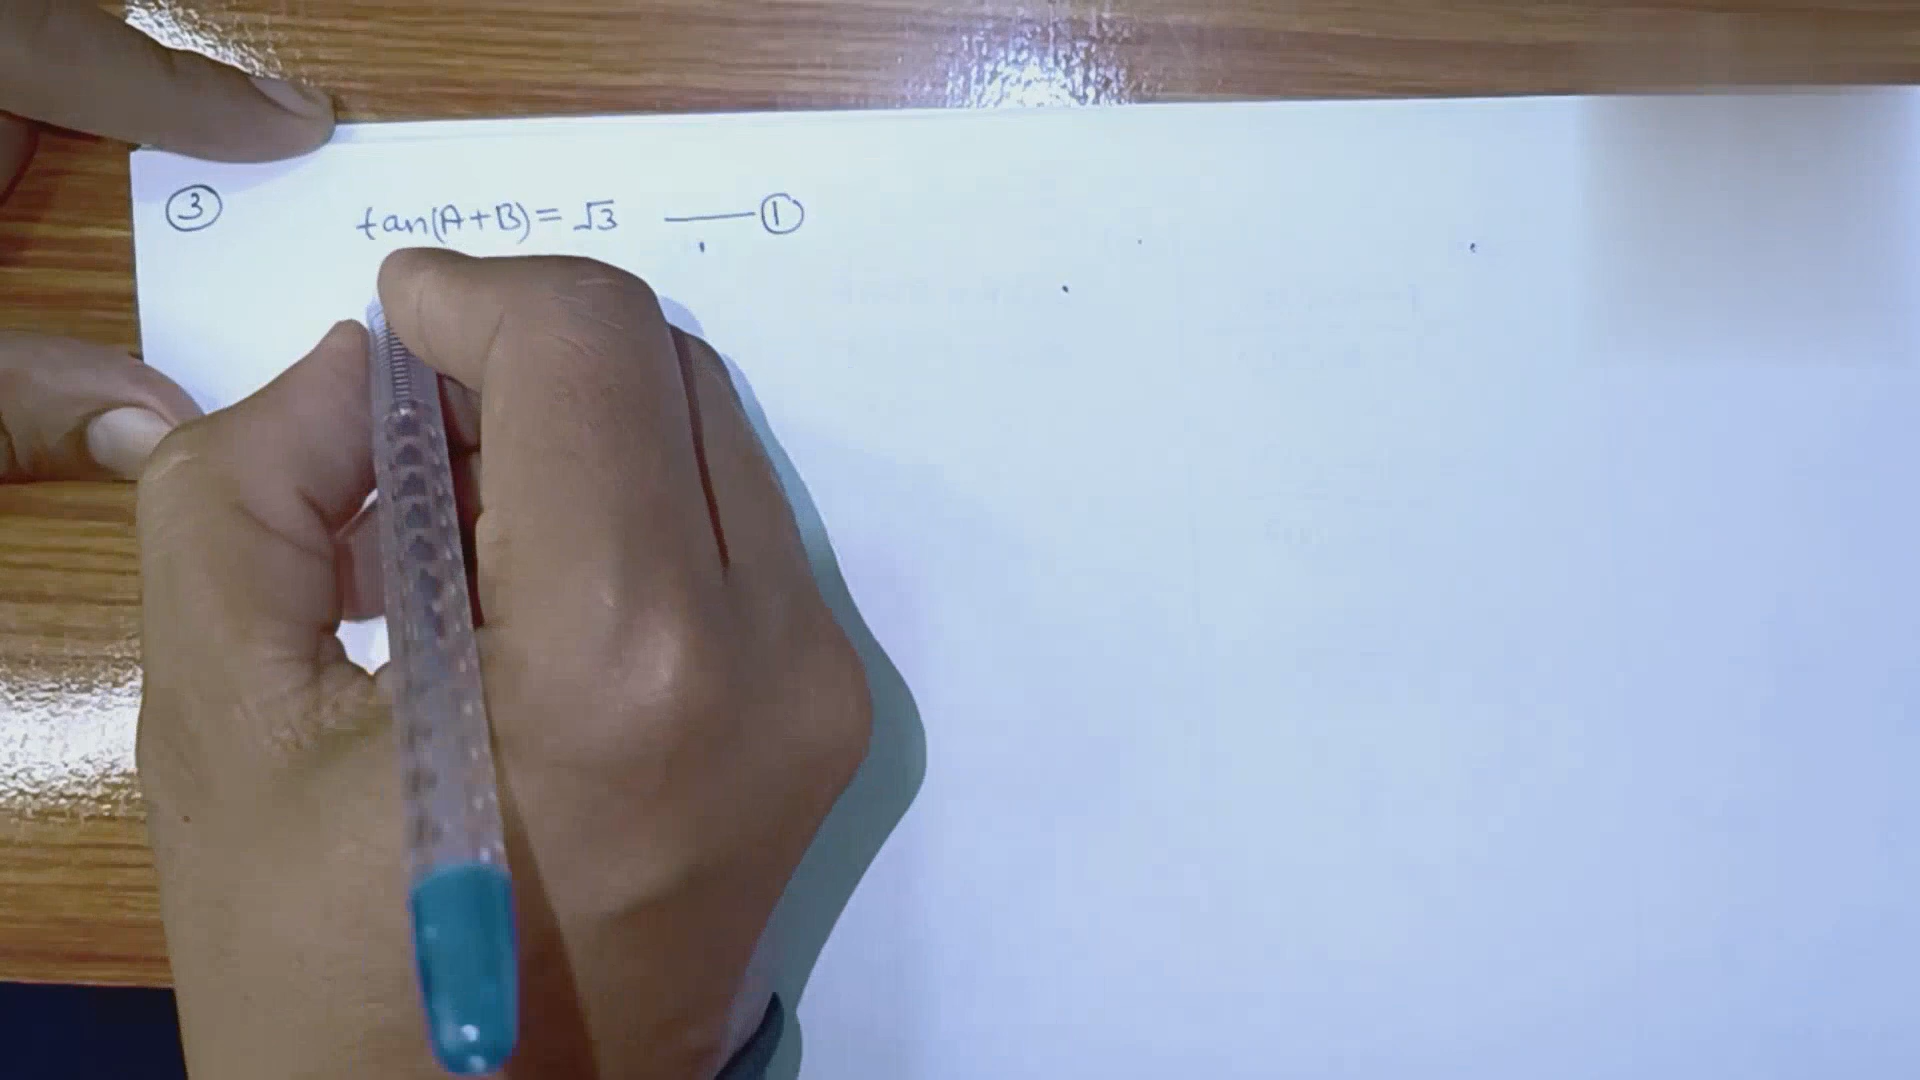 ③ tan(A+B) = √3 —— ①